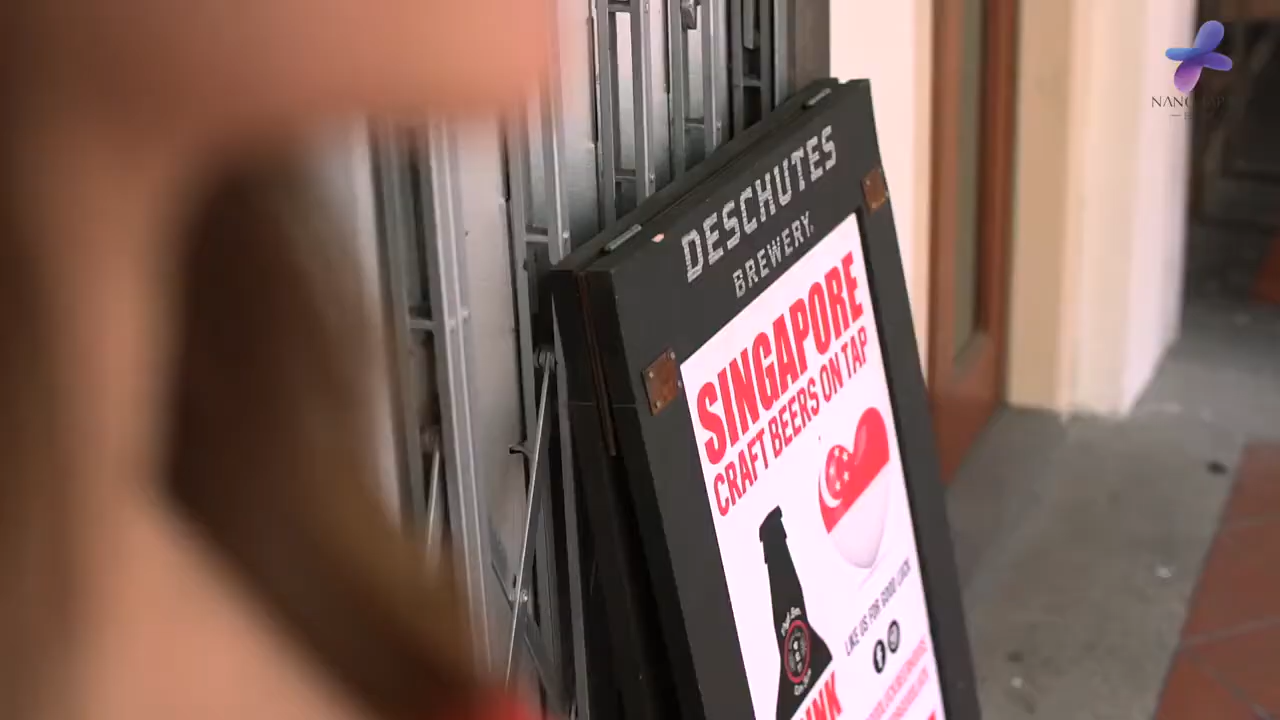 DESCHUTES
BREWERY.
SINGAPORE
CRAFT BEERS ON TAP
LIKE US FOR GOOD LUCK